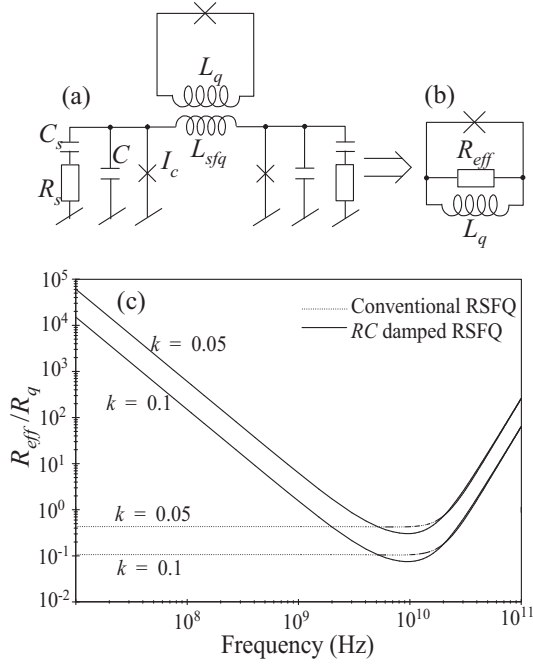 L_q
(a)
(b)
C_s
C
L_sfq
I_c
R_s
R_eff
L_q
(c)
Conventional RSFQ
RC damped RSFQ
k = 0.05
k = 0.1
k = 0.05
k = 0.1
R_eff/R_q
10^5
10^4
10^3
10^2
10^1
10^0
10^-1
10^-2
10^8 10^9 10^10 10^11
Frequency (Hz)